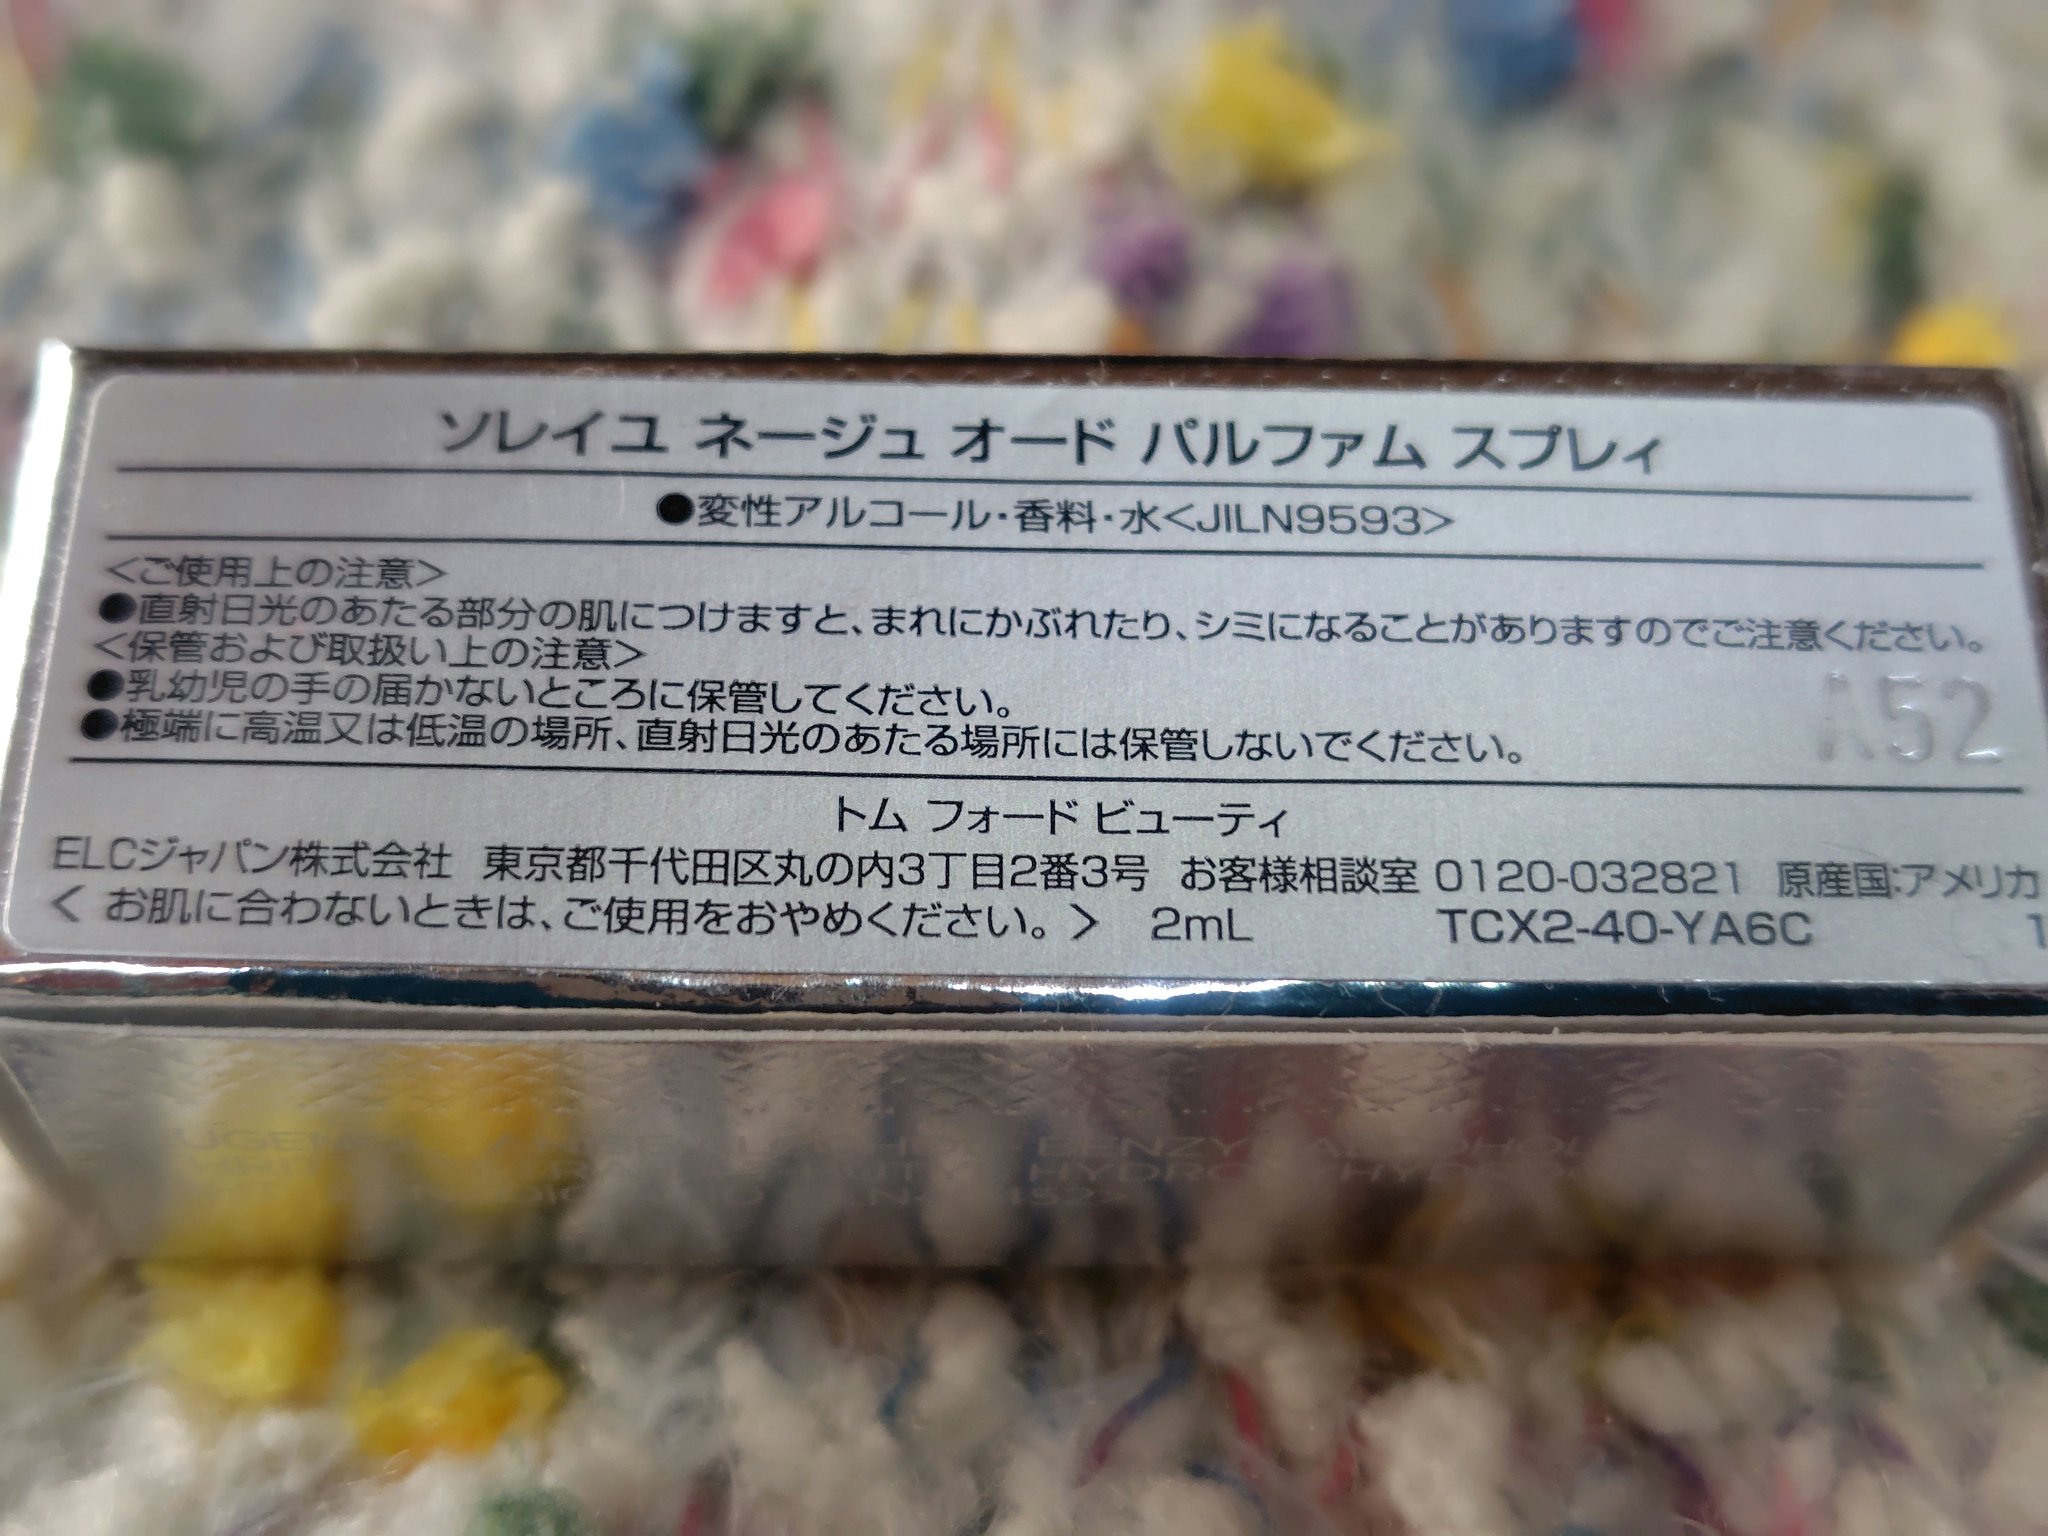 ソレイユ ネージュ オード パルファム スプレィ
●変性アルコール・香料・水<JILN9593>
<ご使用上の注意>
●直射日光のあたる部分の肌につけますと、まれにかぶれたり、シミになることがありますのでご注意ください。
<保管および取扱い上の注意>
●乳幼児の手の届かないところに保管してください。
●極端に高温又は低温の場所、直射日光のあたる場所には保管しないでください。
A52
トム フォード ビューティ
ELCジャパン株式会社 東京都千代田区丸の内3丁目2番3号 お客様相談室 0120-032821 原産国:アメリカ
< お肌に合わないときは、ご使用をおやめください。> 2mL TCX2-40-YA6C 1